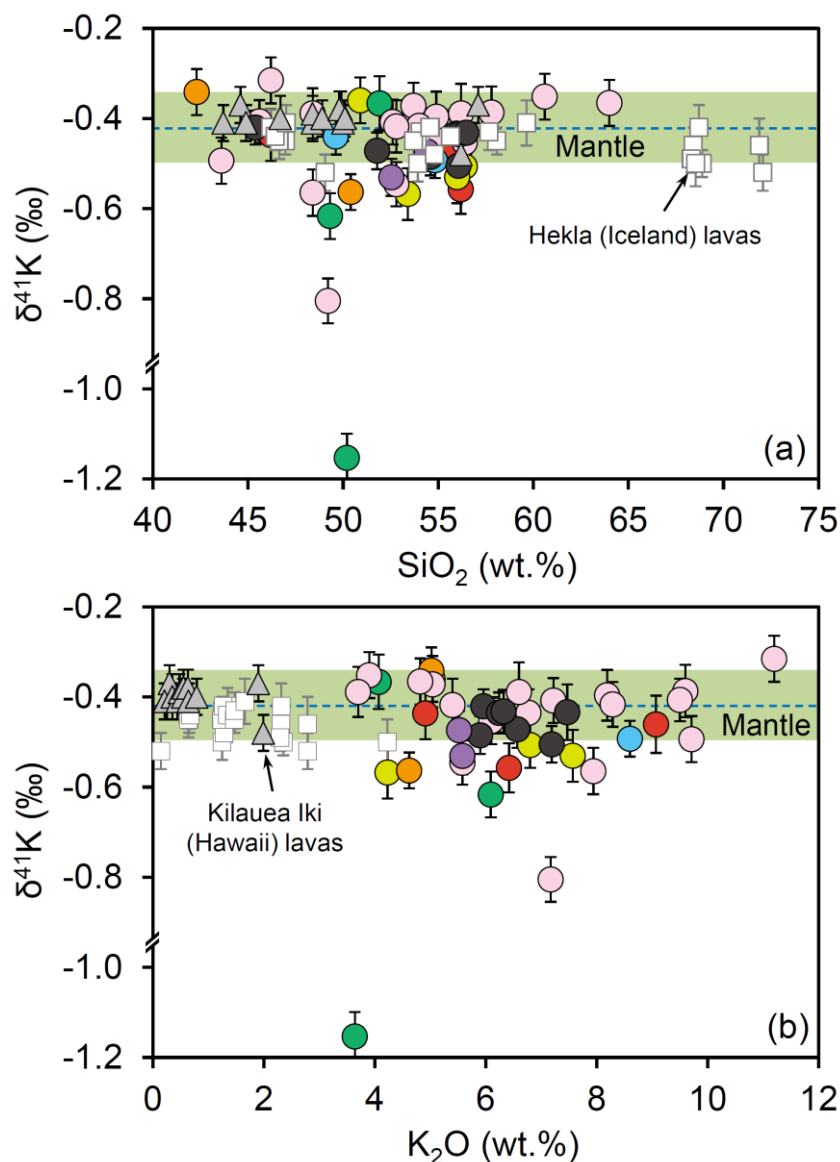 -0.2
-0.4
-0.6
-0.8
-1.0
-1.2
δ⁴¹K (‰)
Mantle
Hekla (Iceland) lavas
(a)
40 45 50 55 60 65 70 75
SiO₂ (wt.%)
-0.2
-0.4
-0.6
-0.8
-1.0
-1.2
δ⁴¹K (‰)
Mantle
Kilauea Iki
(Hawaii) lavas
(b)
0 2 4 6 8 10 12
K₂O (wt.%)